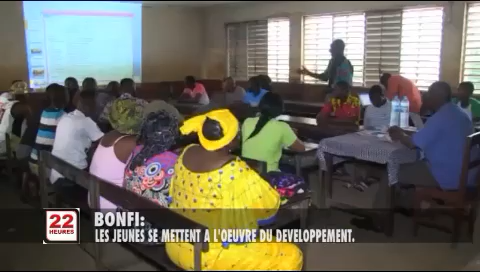 22
HEURES
BONFI:
LES JEUNES SE METTENT A L'OEUVRE DU DEVELOPPEMENT.